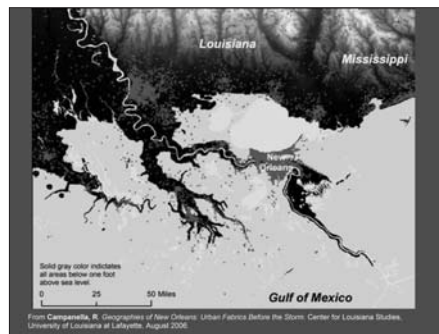 Louisiana
Mississippi
New
Orleans
Solid gray color indictates
all areas below one foot
above sea level.
0 25 50 Miles
Gulf of Mexico
From Campanella, R. Geographies of New Orleans: Urban Fabrics Before the Storm. Center for Louisiana Studies,
University of Louisiana at Lafayette, August 2006.